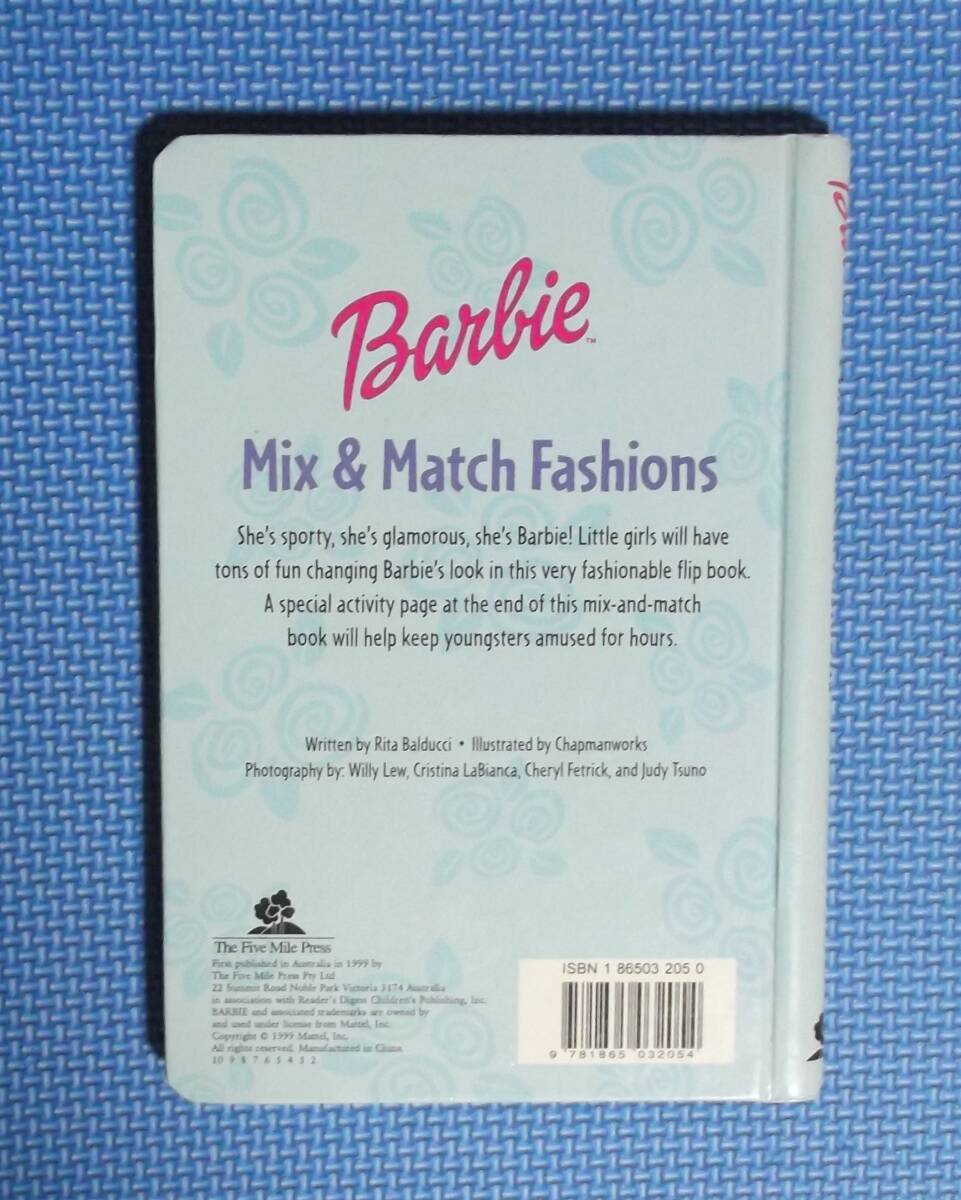 Barbie™
Mix & Match Fashions
She's sporty, she's glamorous, she's Barbie! Little girls will have
tons of fun changing Barbie's look in this very fashionable flip book.
A special activity page at the end of this mix-and-match
book will help keep youngsters amused for hours.
Written by Rita Balducci • Illustrated by Chapmanworks
Photography by: Willy Lew, Cristina LaBianca, Cheryl Fetrick, and Judy Tsuno
The Five Mile Press
First published in Australia in 1999 by
The Five Mile Press Pty Ltd
22 Summit Road Noble Park Victoria 3174 Australia
in association with Reader's Digest Children's Publishing, Inc.
BARBIE and associated trademarks are owned by
and used under license from Mattel, Inc.
Copyright © 1999 Mattel, Inc.
All rights reserved. Manufactured in China.
10 9 8 7 6 5 4 3 2
ISBN 1 86503 205 0
9 781865 032054